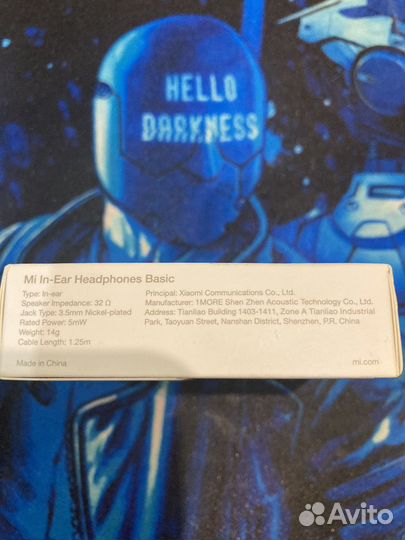 HELLO
DARKNESS
Mi In-Ear Headphones Basic
Type: In-ear
Speaker Impedance: 32 Ω
Jack Type: 3.5mm Nickel-plated
Rated Power: 5mW
Weight: 14g
Cable Length: 1.25m
Principal: Xiaomi Communications Co., Ltd.
Manufacturer: 1MORE Shen Zhen Acoustic Technology Co., Ltd.
Address: Tianliao Building 1403-1411, Zone A Tianliao Industrial
Park, Taoyuan Street, Nanshan District, Shenzhen, P.R. China
Made in China
mi.com
Avito